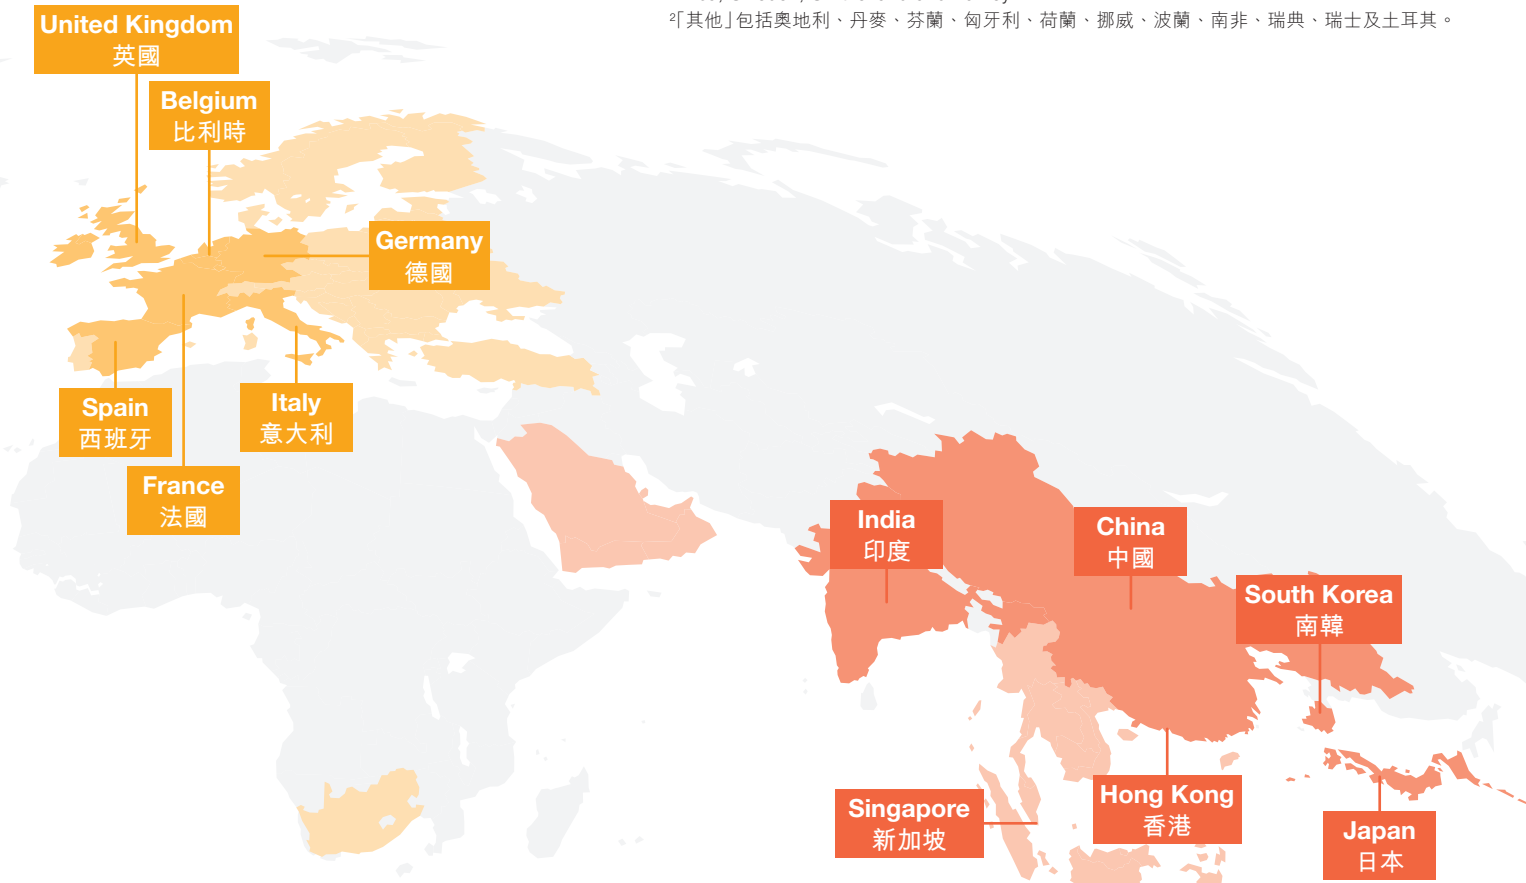 ²「其他」包括奧地利、丹麥、芬蘭、匈牙利、荷蘭、挪威、波蘭、南非、瑞典、瑞士及土耳其。
United Kingdom
英國
Belgium
比利時
Germany
德國
Spain
西班牙
Italy
意大利
France
法國
India
印度
China
中國
South Korea
南韓
Singapore
新加坡
Hong Kong
香港
Japan
日本